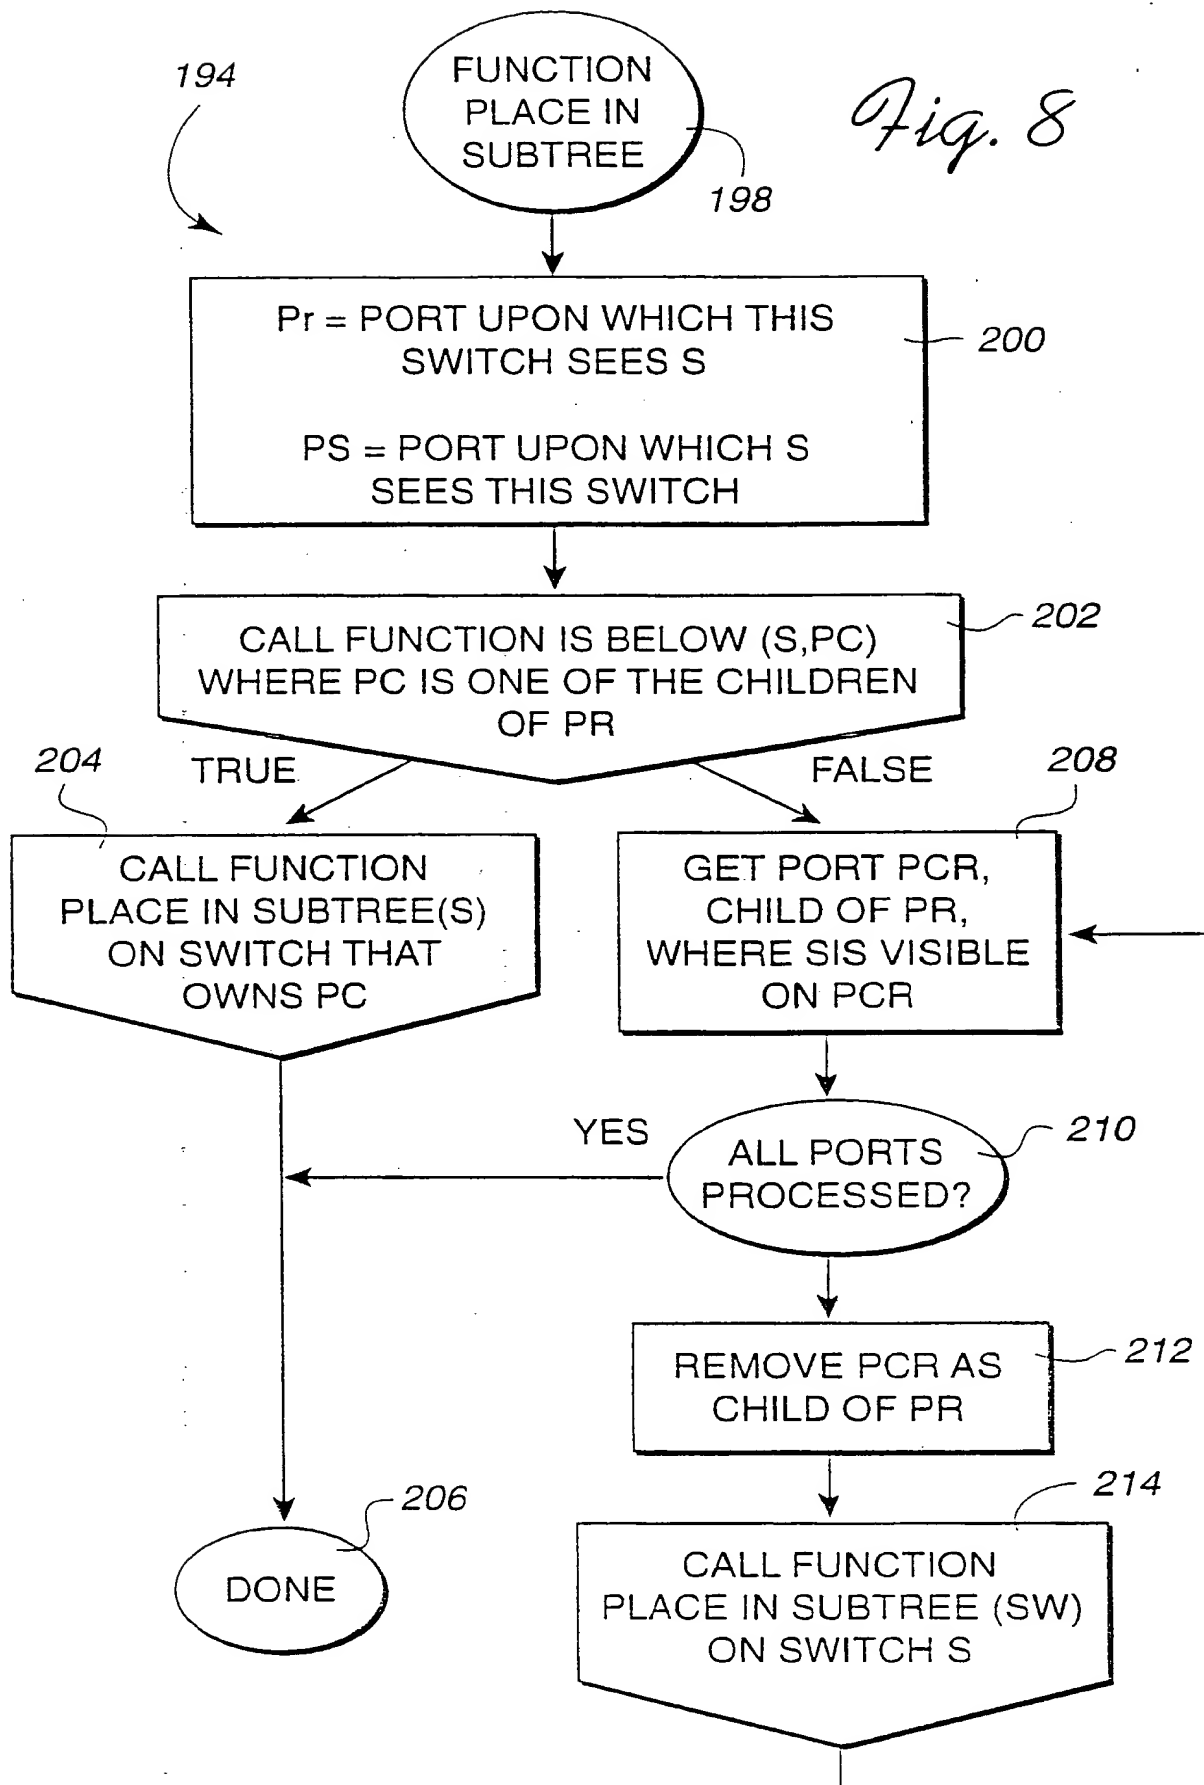 194
FUNCTION
PLACE IN
SUBTREE
198
Fig. 8
Pr = PORT UPON WHICH THIS
SWITCH SEES S
PS = PORT UPON WHICH S
SEES THIS SWITCH
200
CALL FUNCTION IS BELOW (S,PC)
WHERE PC IS ONE OF THE CHILDREN
OF PR
202
TRUE
FALSE
204
CALL FUNCTION
PLACE IN SUBTREE(S)
ON SWITCH THAT
OWNS PC
208
GET PORT PCR,
CHILD OF PR,
WHERE SIS VISIBLE
ON PCR
YES
ALL PORTS
PROCESSED?
210
REMOVE PCR AS
CHILD OF PR
212
206
DONE
214
CALL FUNCTION
PLACE IN SUBTREE (SW)
ON SWITCH S